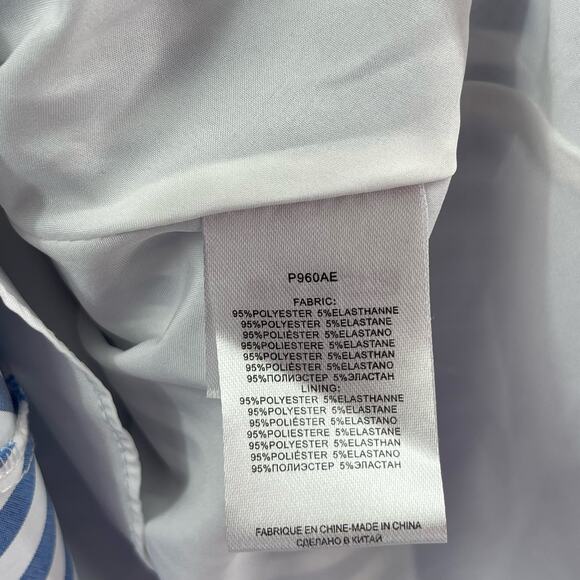 P960AE
FABRIC:
95%POLYESTER 5%ELASTHANNE
95%POLYESTER 5%ELASTANE
95%POLIÉSTER 5%ELASTANO
95%POLIESTERE 5%ELASTANE
95%POLYESTER 5%ELASTHAN
95%POLIÉSTER 5%ELASTANO
95%ПОЛИЭСТЕР 5%ЭЛАСТАН
LINING:
95%POLYESTER 5%ELASTHANNE
95%POLYESTER 5%ELASTANE
95%POLIÉSTER 5%ELASTANO
95%POLIESTERE 5%ELASTANE
95%POLYESTER 5%ELASTHAN
95%POLIÉSTER 5%ELASTANO
95%ПОЛИЭСТЕР 5%ЭЛАСТАН
FABRIQUE EN CHINE-MADE IN CHINA
СДЕЛАНО В КИТАЙ